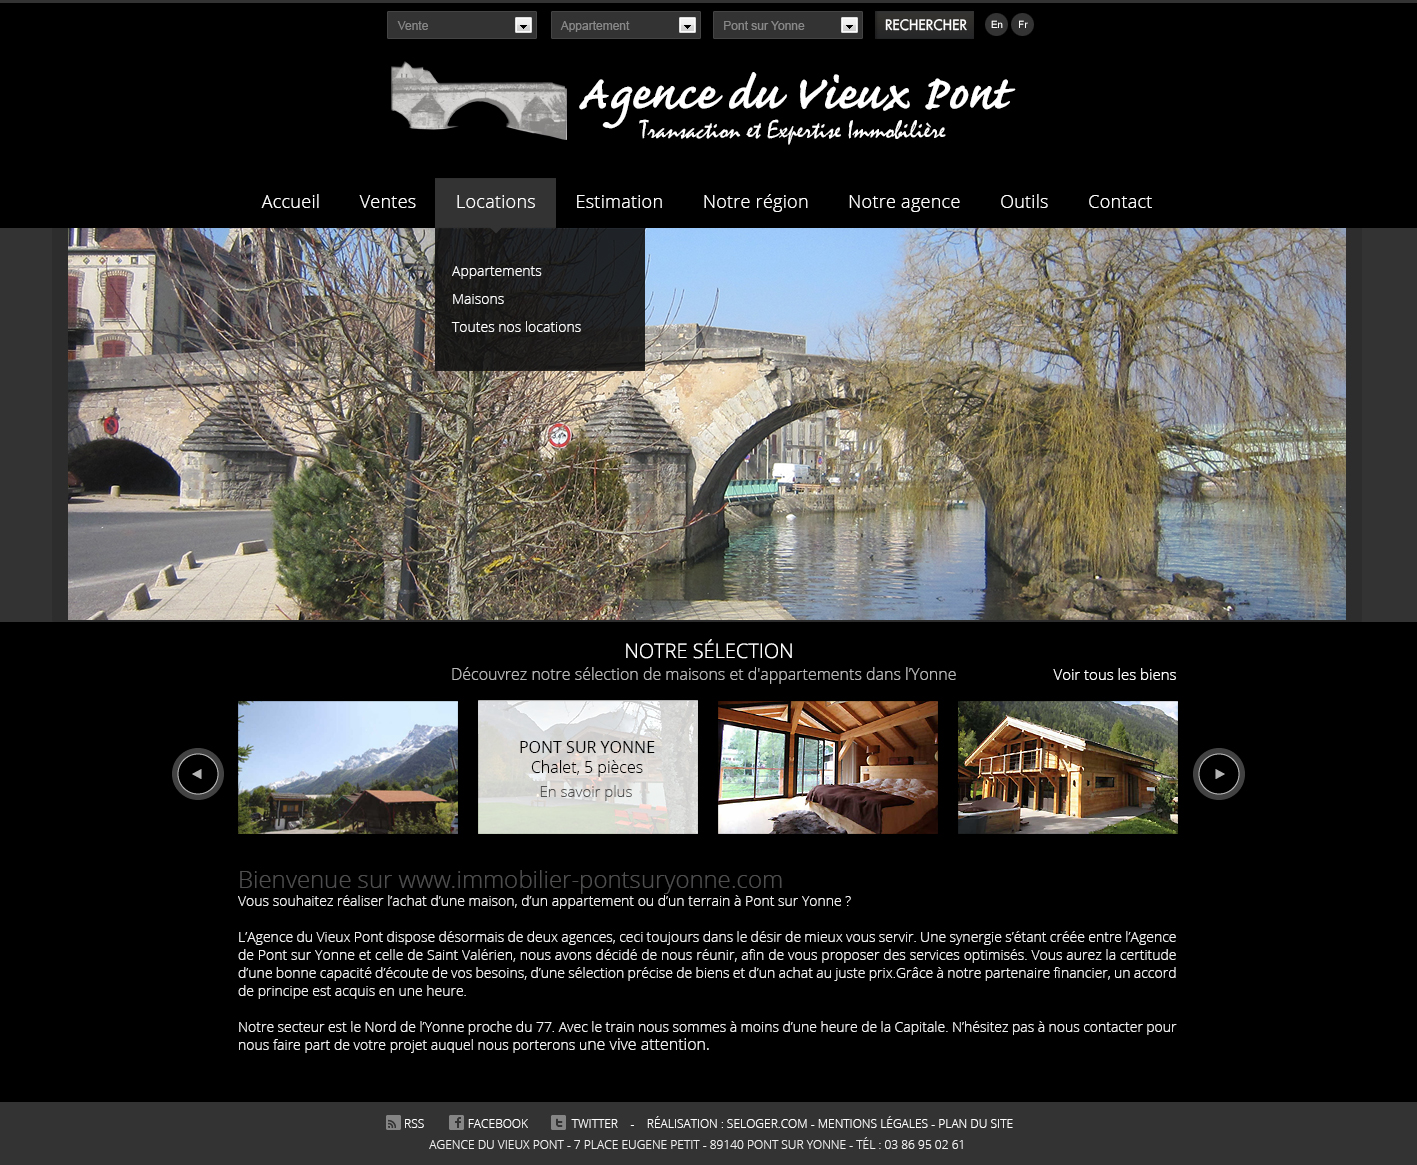 Vente
Appartement
Pont sur Yonne
RECHERCHER
En
Fr
Agence du Vieux Pont
Transaction et Expertise Immobilière
Accueil
Ventes
Locations
Estimation
Notre région
Notre agence
Outils
Contact
Appartements
Maisons
Toutes nos locations
NOTRE SÉLECTION
Découvrez notre sélection de maisons et d'appartements dans l'Yonne
Voir tous les biens
PONT SUR YONNE
Chalet, 5 pièces
En savoir plus
Bienvenue sur www.immobilier-pontsuryonne.com
Vous souhaitez réaliser l'achat d'une maison, d'un appartement ou d'un terrain à Pont sur Yonne ?
L'Agence du Vieux Pont dispose désormais de deux agences, ceci toujours dans le désir de mieux vous servir. Une synergie s'étant créée entre l'Agence
de Pont sur Yonne et celle de Saint Valérien, nous avons décidé de nous réunir, afin de vous proposer des services optimisés. Vous aurez la certitude
d'une bonne capacité d'écoute de vos besoins, d'une sélection précise de biens et d'un achat au juste prix.Grâce à notre partenaire financier, un accord
de principe est acquis en une heure.
Notre secteur est le Nord de l'Yonne proche du 77. Avec le train nous sommes à moins d'une heure de la Capitale. N'hésitez pas à nous contacter pour
nous faire part de votre projet auquel nous porterons une vive attention.
RSS FACEBOOK TWITTER - RÉALISATION : SELOGER.COM - MENTIONS LÉGALES - PLAN DU SITE
AGENCE DU VIEUX PONT - 7 PLACE EUGENE PETIT - 89140 PONT SUR YONNE - TÉL : 03 86 95 02 61